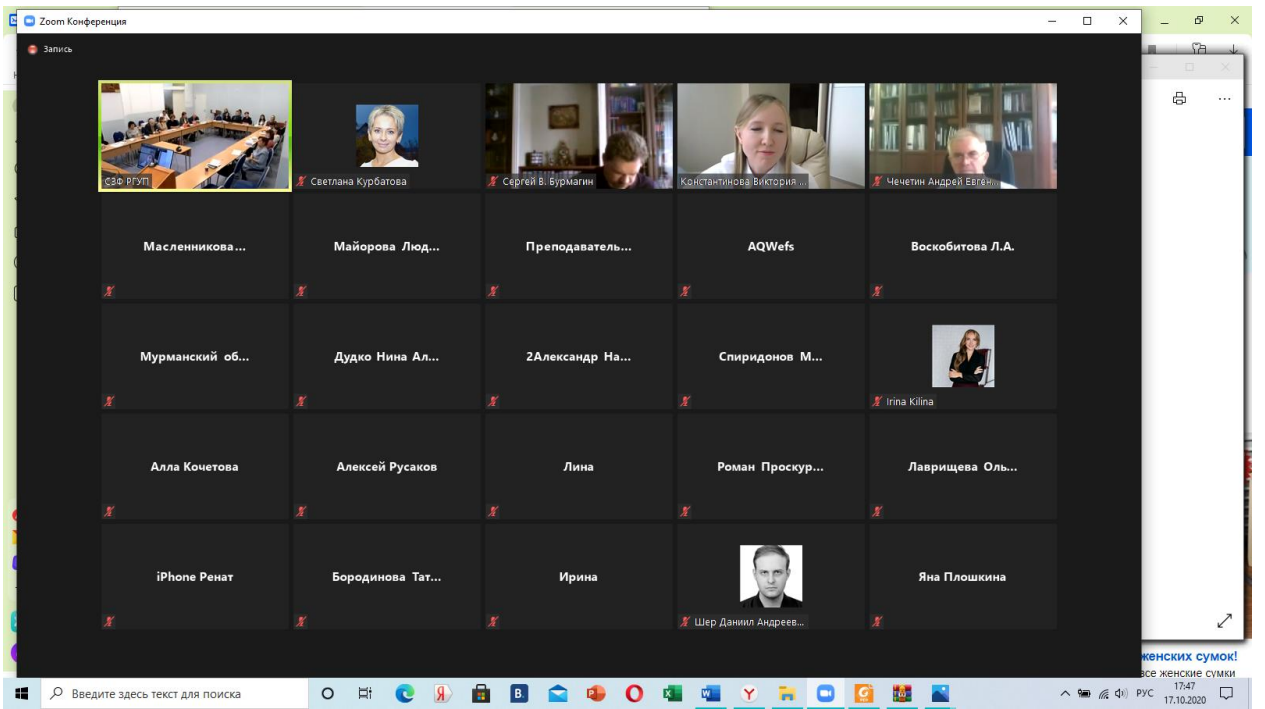 Zoom Конференция
Запись
СЗФ РГУП
Светлана Курбатова
Сергей В. Бурмагин
Константинова Виктория ...
Чечетин Андрей Евген...
Масленникова...
Майорова Люд...
Преподаватель...
AQWefs
Воскобитова Л.А.
Мурманский об...
Дудко Нина Ал...
2Александр На...
Спиридонов М...
Irina Kilina
Алла Кочетова
Алексей Русаков
Лина
Роман Проскур...
Лаврищева Оль...
iPhone Ренат
Бородинова Тат...
Ирина
Шер Даниил Андреев...
Яна Плошкина
женских сумок!
все женские сумки
Введите здесь текст для поиска
РУС
17:47
17.10.2020